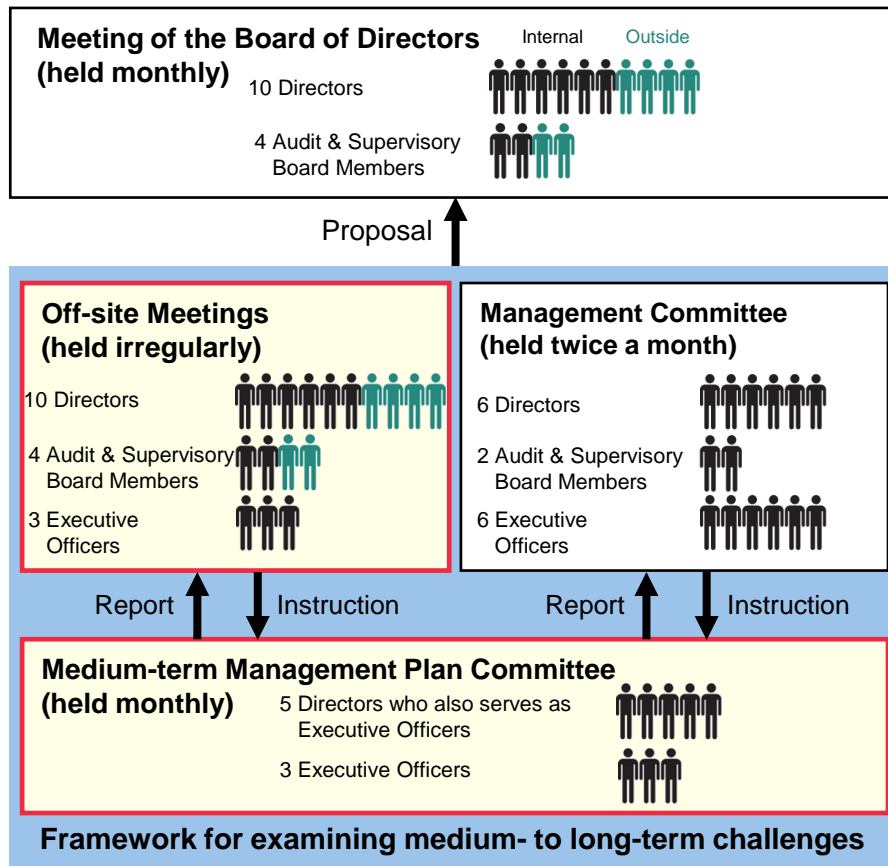 Meeting of the Board of Directors
(held monthly)
Internal
Outside
10 Directors
4 Audit & Supervisory
Board Members
Proposal
Off-site Meetings
(held irregularly)
10 Directors
4 Audit & Supervisory
Board Members
3 Executive
Officers
Management Committee
(held twice a month)
6 Directors
2 Audit & Supervisory
Board Members
6 Executive
Officers
Report
Instruction
Report
Instruction
Medium-term Management Plan Committee
(held monthly)
5 Directors who also serves as
Executive Officers
3 Executive Officers
Framework for examining medium- to long-term challenges